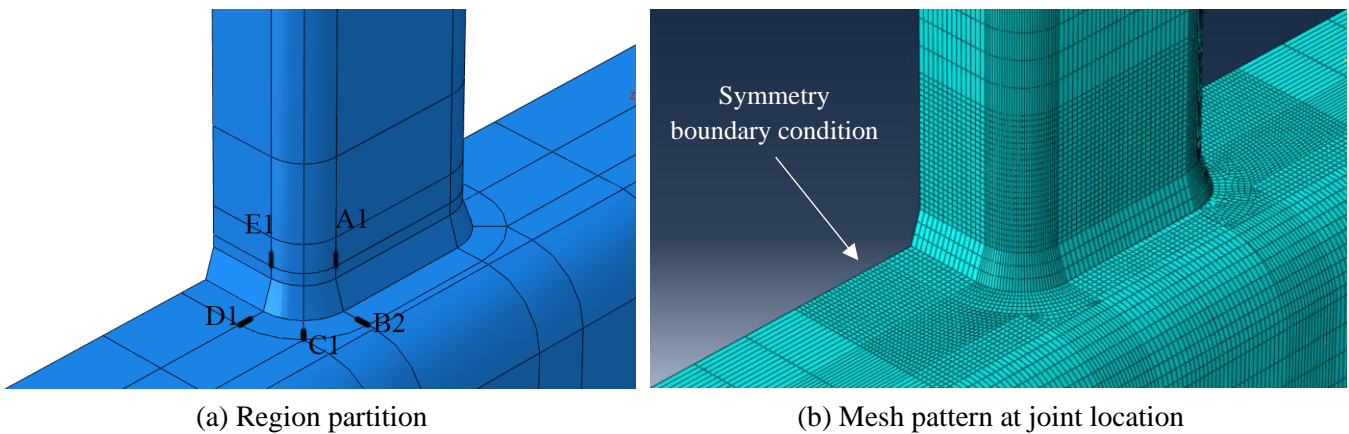 E1
A1
D1
B2
C1
z
Symmetry
boundary condition
(a) Region partition
(b) Mesh pattern at joint location